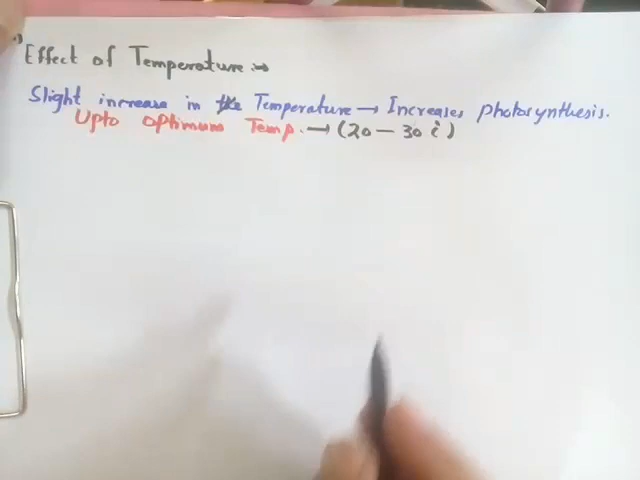 Effect of Temperature :→
Slight increase in the Temperature → Increases photosynthesis.
Upto optimum Temp. → (20 – 30 i)